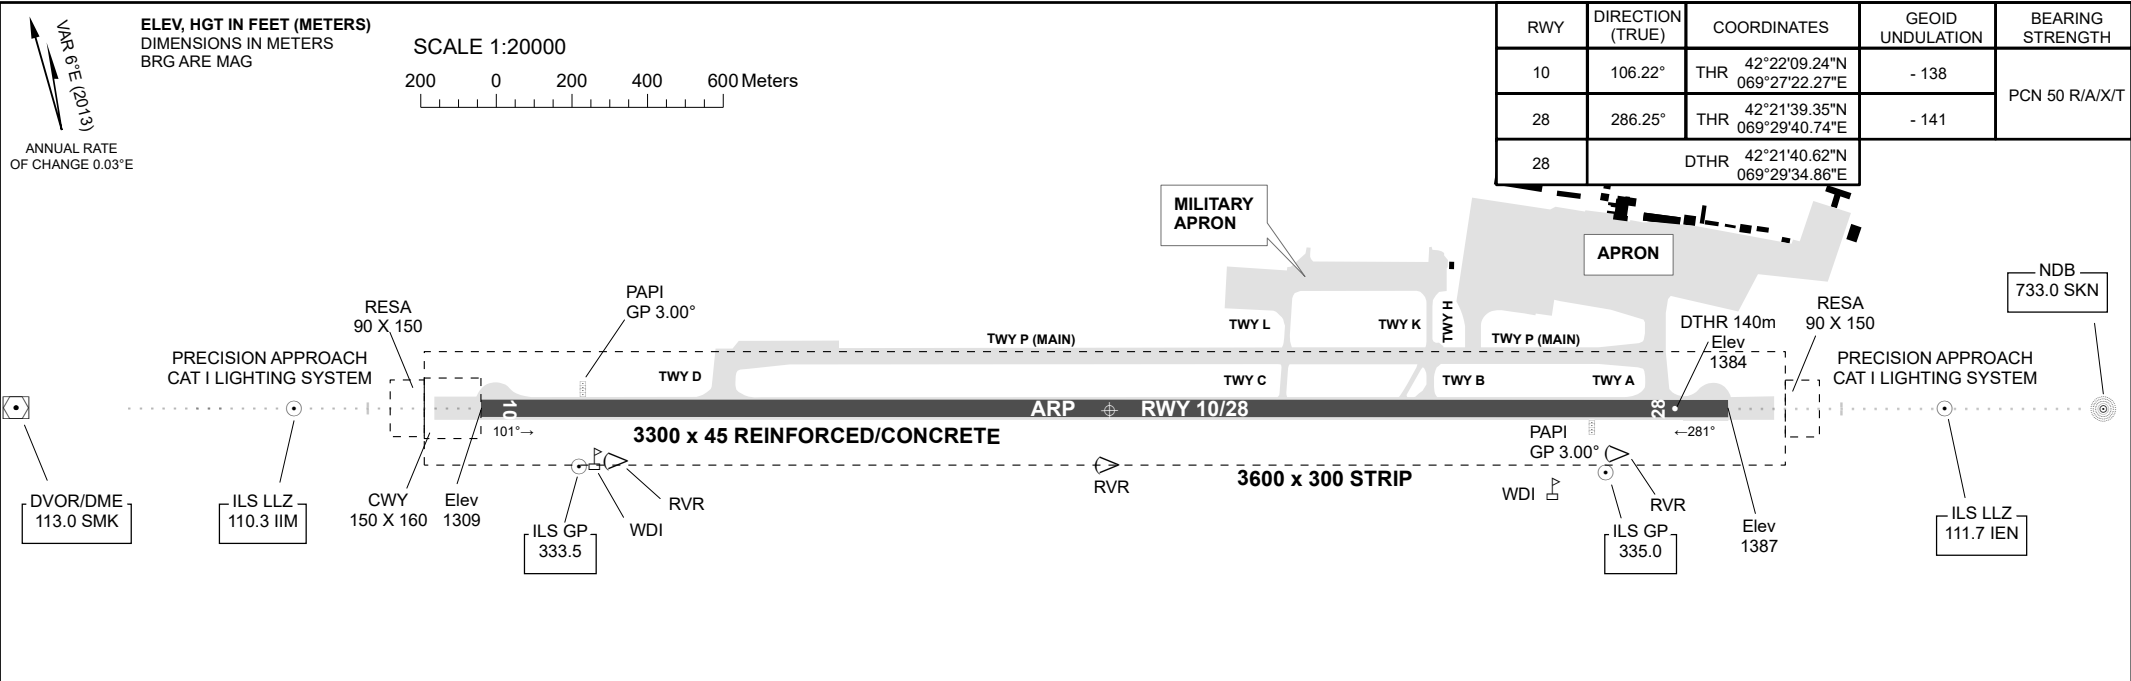 VAR 6°E (2013)
ANNUAL RATE
OF CHANGE 0.03°E
ELEV, HGT IN FEET (METERS)
DIMENSIONS IN METERS
BRG ARE MAG
SCALE 1:20000
200 0 200 400 600 Meters
RWY DIRECTION (TRUE) COORDINATES GEOID UNDULATION BEARING STRENGTH
10 106.22° THR 42°22'09.24"N 069°27'22.27"E - 138 PCN 50 R/A/X/T
28 286.25° THR 42°21'39.35"N 069°29'40.74"E - 141
28 DTHR 42°21'40.62"N 069°29'34.86"E
MILITARY
APRON
APRON
NDB
733.0 SKN
RESA
90 X 150
PAPI
GP 3.00°
TWY L
TWY K
TWY H
TWY P (MAIN)
TWY P (MAIN)
DTHR 140m
Elev
1384
RESA
90 X 150
PRECISION APPROACH
CAT I LIGHTING SYSTEM
TWY D
TWY C
TWY B
TWY A
PRECISION APPROACH
CAT I LIGHTING SYSTEM
10
ARP
RWY 10/28
28
101°→
3300 x 45 REINFORCED/CONCRETE
PAPI
GP 3.00°
←281°
3600 x 300 STRIP
DVOR/DME
113.0 SMK
ILS LLZ
110.3 IIM
CWY
150 X 160
Elev
1309
ILS GP
333.5
WDI
RVR
RVR
WDI
RVR
ILS GP
335.0
Elev
1387
ILS LLZ
111.7 IEN